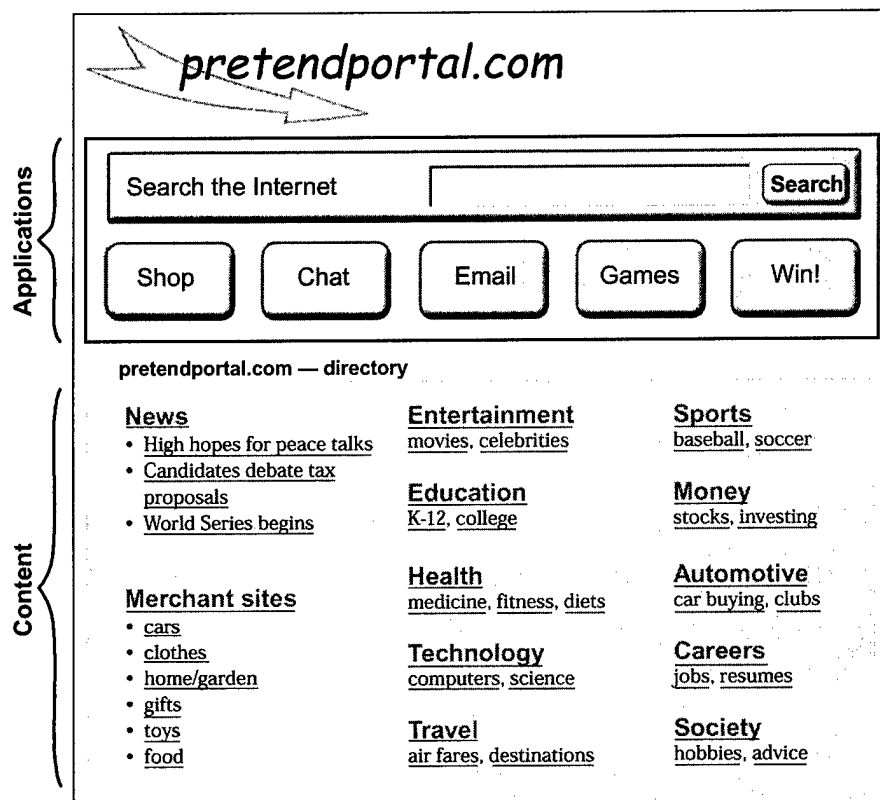 pretendportal.com
Applications
Search the Internet
Search
Shop
Chat
Email
Games
Win!
pretendportal.com — directory
Content
News
• High hopes for peace talks
• Candidates debate tax
proposals
• World Series begins
Merchant sites
• cars
• clothes
• home/garden
• gifts
• toys
• food
Entertainment
movies, celebrities
Education
K-12, college
Health
medicine, fitness, diets
Technology
computers, science
Travel
air fares, destinations
Sports
baseball, soccer
Money
stocks, investing
Automotive
car buying, clubs
Careers
jobs, resumes
Society
hobbies, advice